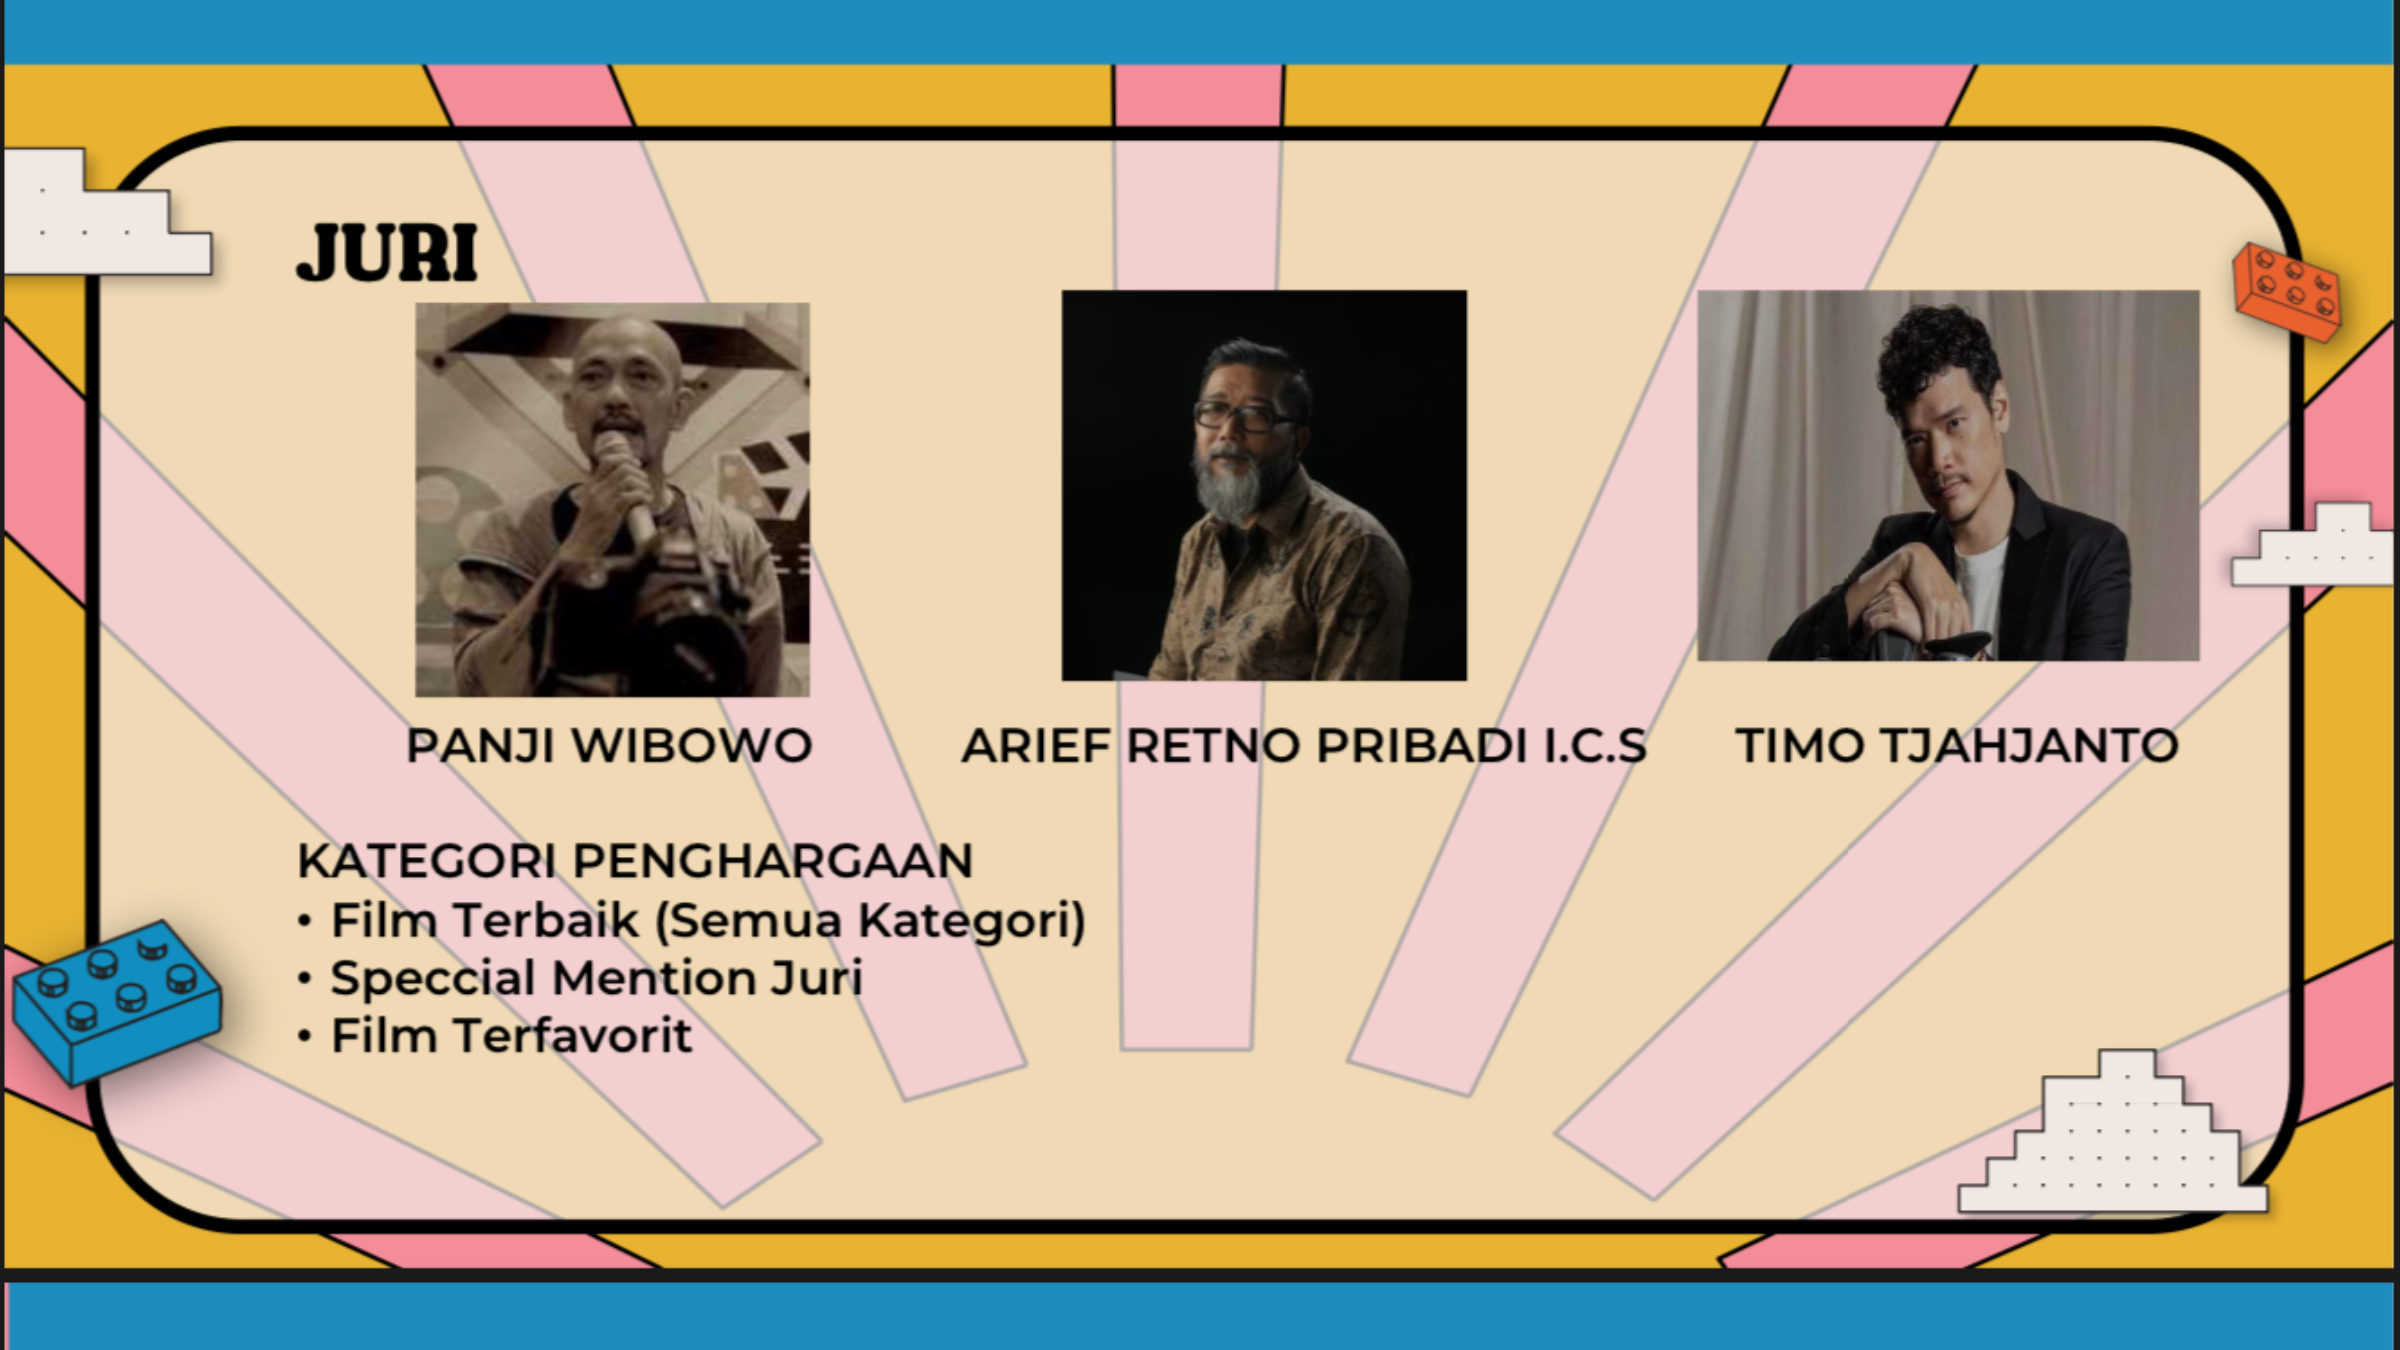 JURI
PANJI WIBOWO
ARIEF RETNO PRIBADI I.C.S
TIMO TJAHJANTO
KATEGORI PENGHARGAAN
• Film Terbaik (Semua Kategori)
• Speccial Mention Juri
• Film Terfavorit